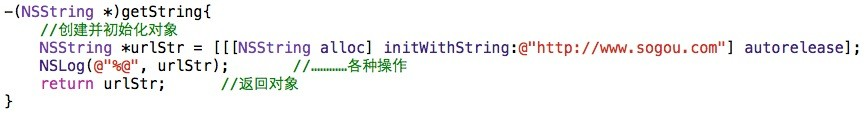 -(NSString *)getString{
//创建并初始化对象
NSString *urlStr = [[[NSString alloc] initWithString:@"http://www.sogou.com"] autorelease];
NSLog(@"%@", urlStr); //…………各种操作
return urlStr; //返回对象
}